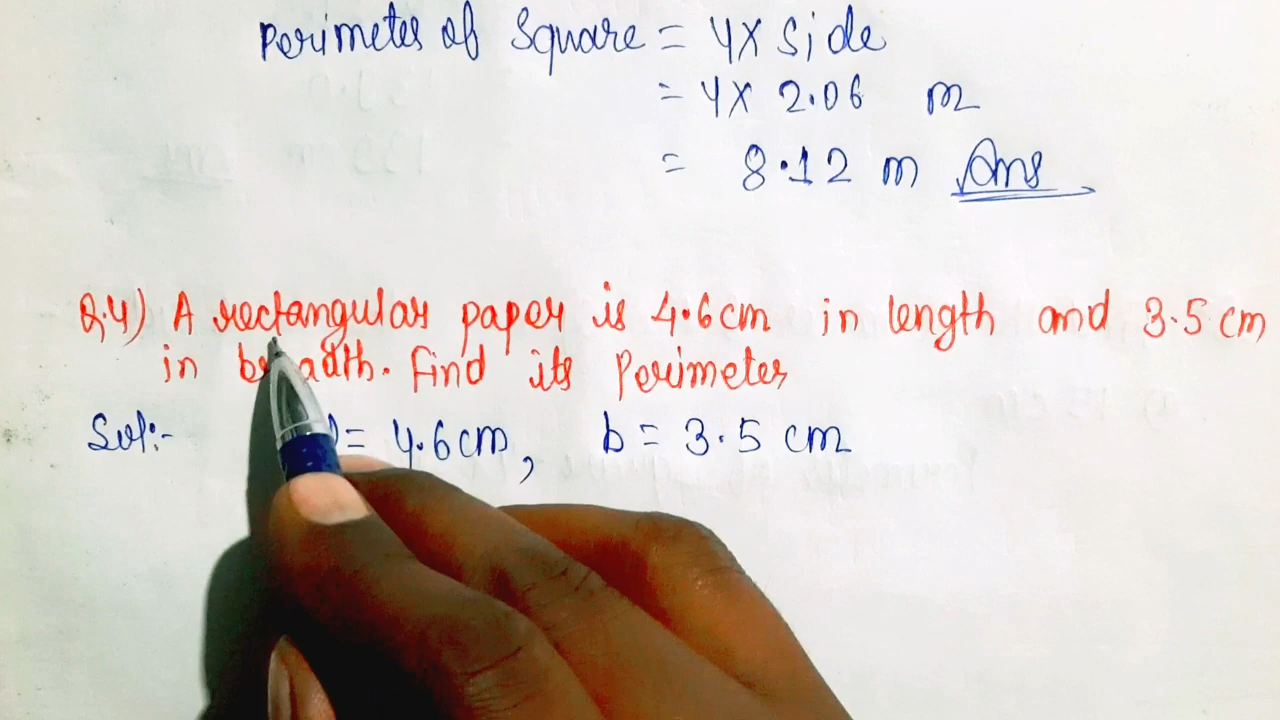 Perimeter of Square = 4 × Side
= 4 × 2.06 m
= 8.12 m Ans
Q.4) A rectangular paper is 4.6 cm in length and 3.5 cm
in breadth. Find its Perimeter
Sol:- l = 4.6 cm, b = 3.5 cm